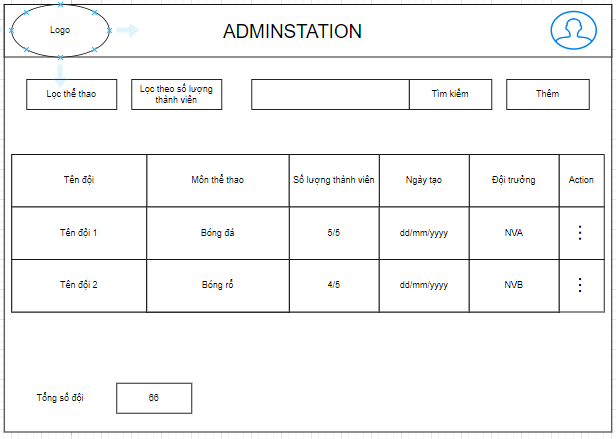 Logo
ADMINSTATION
Lọc thể thao
Lọc theo số lượng
thành viên
Tìm kiếm
Thêm
Tên đội
Môn thể thao
Số lượng thành viên
Ngày tạo
Đội trưởng
Action
Tên đội 1
Bóng đá
5/5
dd/mm/yyyy
NVA
Tên đội 2
Bóng rổ
4/5
dd/mm/yyyy
NVB
Tổng số đội
66